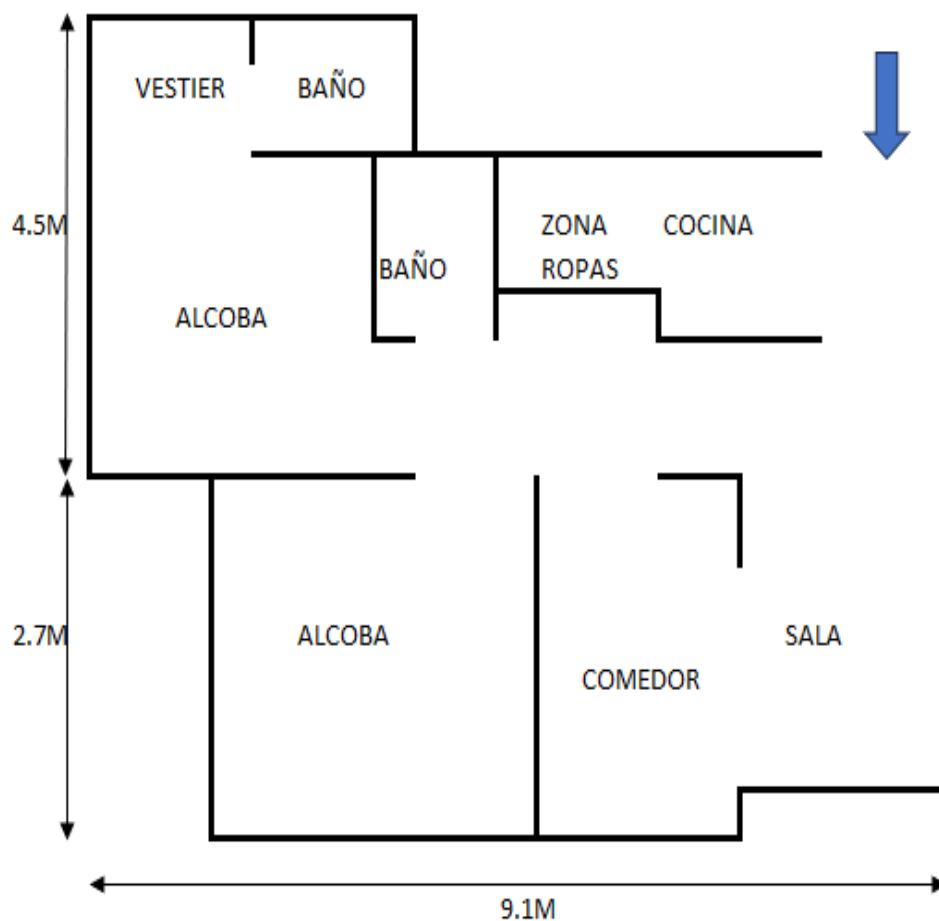 VESTIER
BAÑO
4.5M
ZONA
ROPAS
COCINA
BAÑO
ALCOBA
2.7M
ALCOBA
SALA
COMEDOR
9.1M